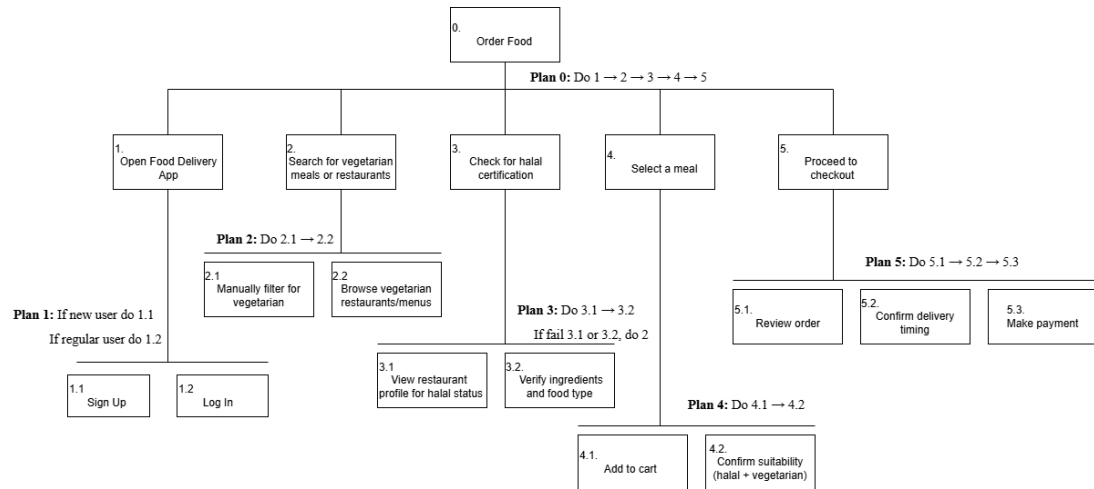 0.
Order Food
Plan 0: Do 1 → 2 → 3 → 4 → 5
1.
Open Food Delivery
App
2.
Search for vegetarian
meals or restaurants
3.
Check for halal
certification
4.
Select a meal
5.
Proceed to
checkout
Plan 1: If new user do 1.1
If regular user do 1.2
1.1
Sign Up
1.2
Log In
Plan 2: Do 2.1 → 2.2
2.1
Manually filter for
vegetarian
2.2
Browse vegetarian
restaurants/menus
Plan 3: Do 3.1 → 3.2
If fail 3.1 or 3.2, do 2
3.1
View restaurant
profile for halal status
3.2.
Verify ingredients
and food type
Plan 4: Do 4.1 → 4.2
4.1.
Add to cart
4.2.
Confirm suitability
(halal + vegetarian)
Plan 5: Do 5.1 → 5.2 → 5.3
5.1.
Review order
5.2.
Confirm delivery
timing
5.3.
Make payment